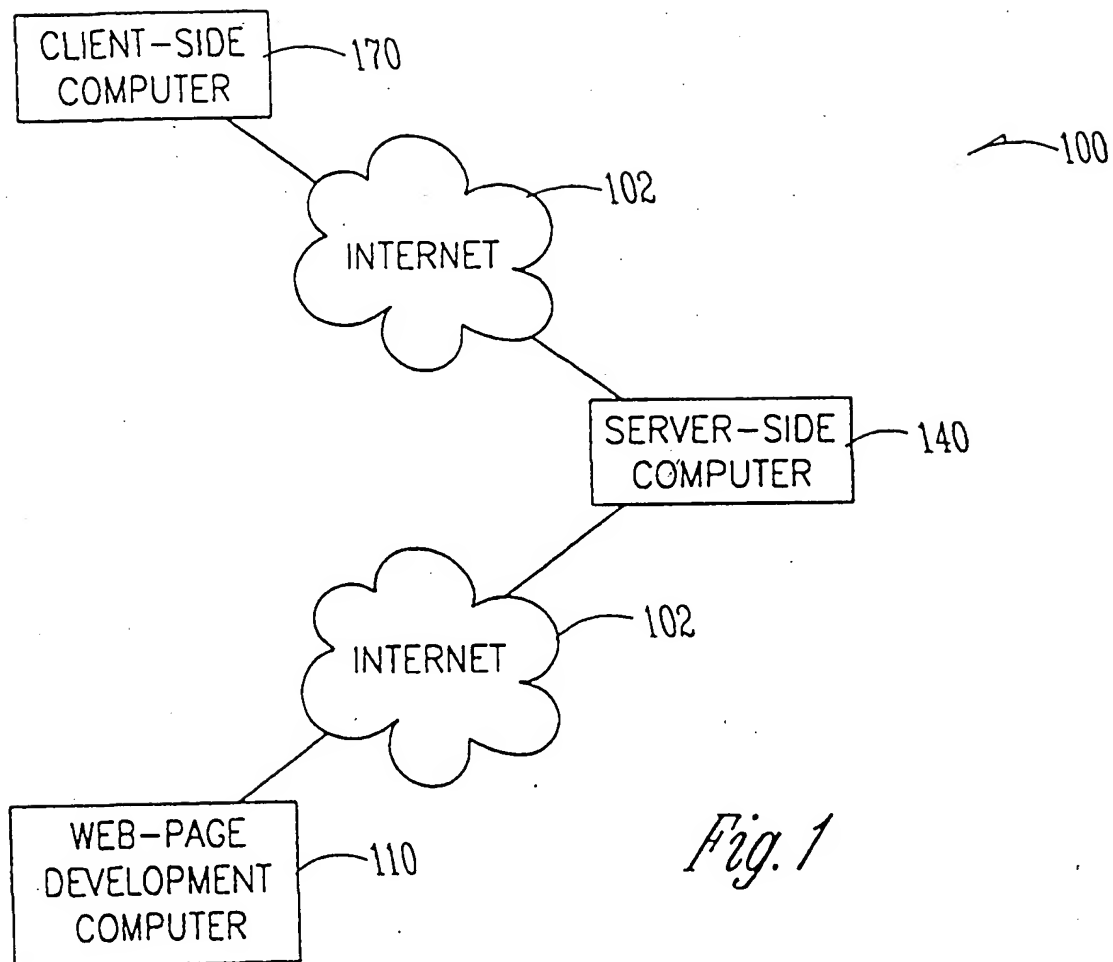 CLIENT-SIDE
COMPUTER
170
100
102
INTERNET
SERVER-SIDE
COMPUTER
140
102
INTERNET
WEB-PAGE
DEVELOPMENT
COMPUTER
110
Fig. 1